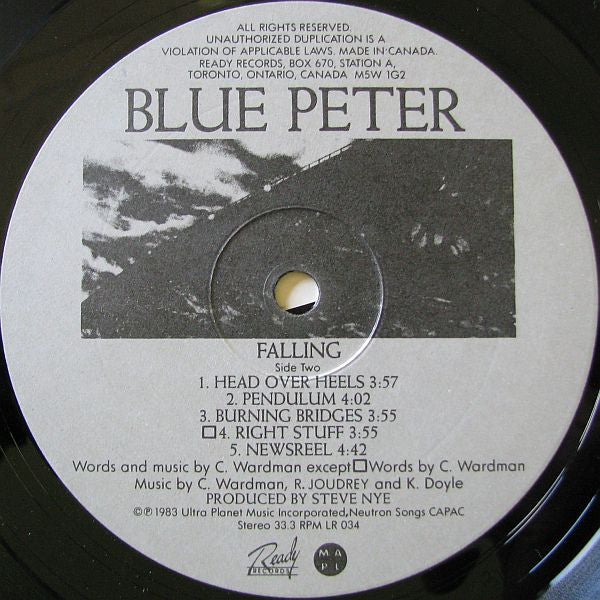 ALL RIGHTS RESERVED.
UNAUTHORIZED DUPLICATION IS A
VIOLATION OF APPLICABLE LAWS. MADE IN CANADA.
READY RECORDS, BOX 670, STATION A,
TORONTO, ONTARIO, CANADA M5W 1G2
BLUE PETER
FALLING
Side Two
1. HEAD OVER HEELS 3:57
2. PENDULUM 4:02
3. BURNING BRIDGES 3:55
□4. RIGHT STUFF 3:55
5. NEWSREEL 4:42
Words and music by C. Wardman except □ Words by C. Wardman
Music by C. Wardman, R. JOUDREY and K. Doyle
PRODUCED BY STEVE NYE
©℗ 1983 Ultra Planet Music Incorporated, Neutron Songs CAPAC
Stereo 33.3 RPM LR 034
Ready
RECORDS
M A
P L